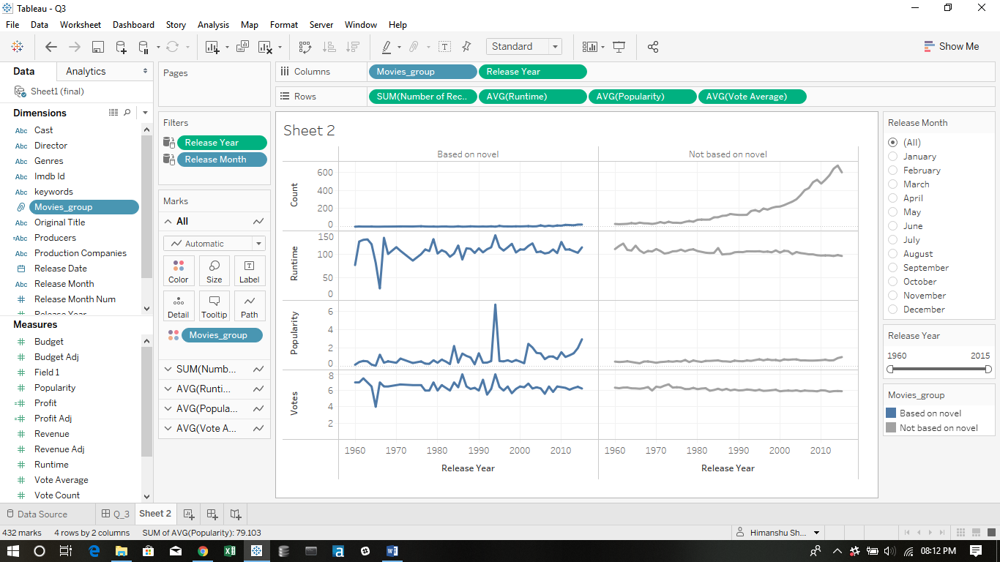 Tableau - Q3
File Data Worksheet Dashboard Story Analysis Map Format Server Window Help
Standard
Show Me
Data Analytics
Sheet1 (final)
Dimensions
Abc Cast
Abc Director
Abc Genres
Abc Imdb Id
Abc keywords
Movies_group
Abc Original Title
=Abc Producers
Abc Production Companies
Release Date
Abc Release Month
# Release Month Num
Measures
# Budget
# Budget Adj
# Field 1
# Popularity
=# Profit
=# Profit Adj
# Revenue
# Revenue Adj
# Runtime
# Vote Average
# Vote Count
Pages
Filters
Release Year
Release Month
Marks
All
Automatic
Color Size Label
Detail Tooltip Path
Movies_group
SUM(Numb...
AVG(Runti...
AVG(Popula...
AVG(Vote A...
Columns Movies_group Release Year
Rows SUM(Number of Rec.. AVG(Runtime) AVG(Popularity) AVG(Vote Average)
Sheet 2
Based on novel Not based on novel
Count
600
400
200
0
Runtime
150
100
50
0
Popularity
6
4
2
0
Votes
8
6
4
2
1960 1970 1980 1990 2000 2010 1960 1970 1980 1990 2000 2010
Release Year Release Year
Release Month
(All)
January
February
March
April
May
June
July
August
September
October
November
December
Release Year
1960 2015
Movies_group
Based on novel
Not based on novel
Data Source Q_3 Sheet 2
432 marks 4 rows by 2 columns SUM of AVG(Popularity): 79.103 Himanshu Sh...
08:12 PM